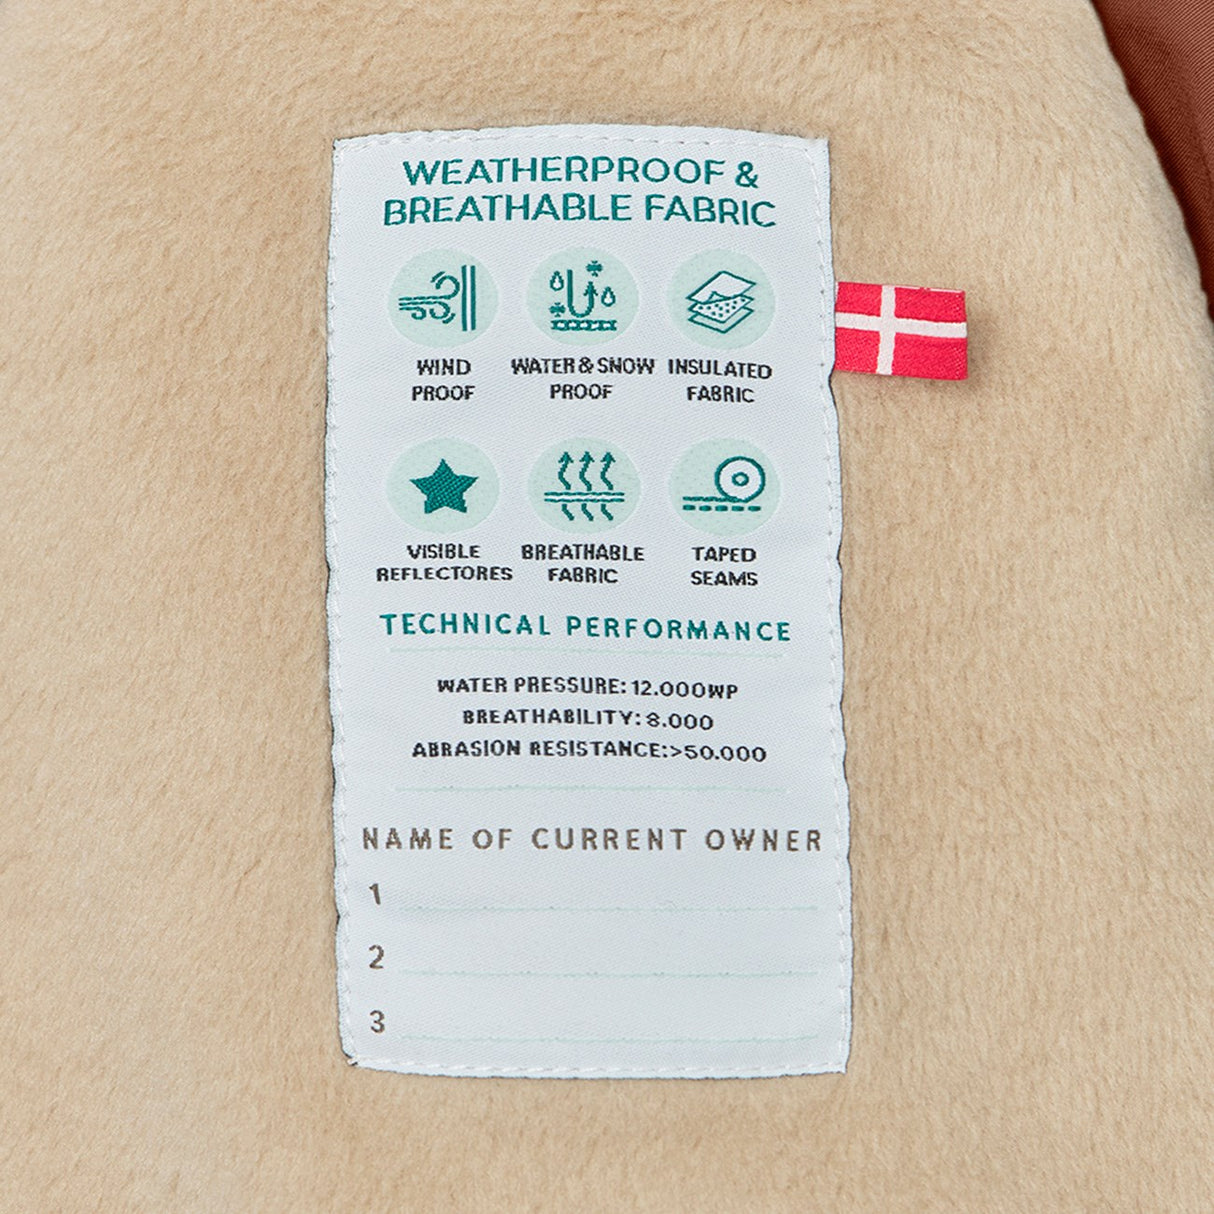 WEATHERPROOF &
BREATHABLE FABRIC
WIND
PROOF
WATER & SNOW
PROOF
INSULATED
FABRIC
VISIBLE
REFLECTORES
BREATHABLE
FABRIC
TAPED
SEAMS
TECHNICAL PERFORMANCE
WATER PRESSURE: 12.000WP
BREATHABILITY: 8.000
ABRASION RESISTANCE:>50.000
NAME OF CURRENT OWNER
1
2
3